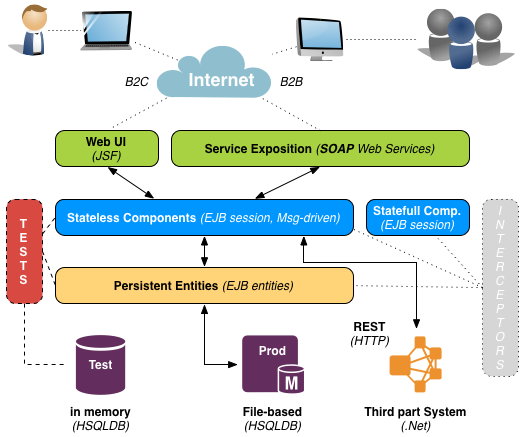 B2C
Internet
B2B
Web UI
(JSF)
Service Exposition (SOAP Web Services)
TESTS
Stateless Components (EJB session, Msg-driven)
Statefull Comp.
(EJB session)
INTERCEPTORS
Persistent Entities (EJB entities)
REST
(HTTP)
Test
Prod
M
in memory
(HSQLDB)
File-based
(HSQLDB)
Third part System
(.Net)